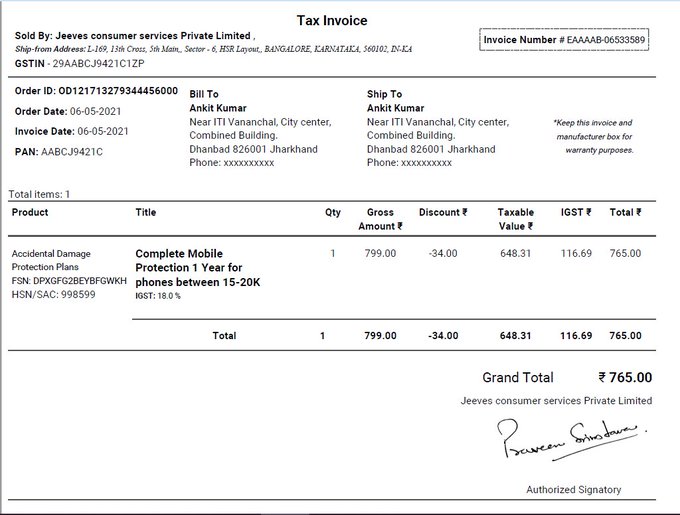 Tax Invoice
Sold By: Jeeves consumer services Private Limited ,
Ship-from Address: L-169, 13th Cross, 5th Main,, Sector - 6, HSR Layout,, BANGALORE, KARNATAKA, 560102, IN-KA
GSTIN - 29AABCJ9421C1ZP
Invoice Number # EAAAAB-06533589
Order ID: OD121713279344456000
Order Date: 06-05-2021
Invoice Date: 06-05-2021
PAN: AABCJ9421C
Bill To
Ankit Kumar
Near ITI Vananchal, City center,
Combined Building.
Dhanbad 826001 Jharkhand
Phone: xxxxxxxxxx
Ship To
Ankit Kumar
Near ITI Vananchal, City center,
Combined Building.
Dhanbad 826001 Jharkhand
Phone: xxxxxxxxxx
*Keep this invoice and
manufacturer box for
warranty purposes.
Total items: 1
Product Title Qty Gross Amount ₹ Discount ₹ Taxable Value ₹ IGST ₹ Total ₹
Accidental Damage
Protection Plans
FSN: DPXGFG2BEYBFGWKH
HSN/SAC: 998599
Complete Mobile
Protection 1 Year for
phones between 15-20K
IGST: 18.0 %
1 799.00 -34.00 648.31 116.69 765.00
Total 1 799.00 -34.00 648.31 116.69 765.00
Grand Total ₹ 765.00
Jeeves consumer services Private Limited
Praveen
Authorized Signatory